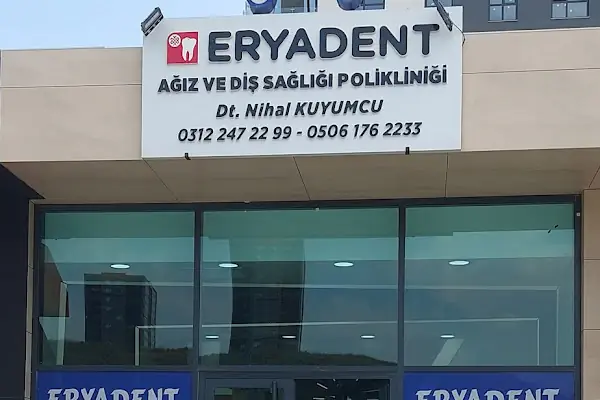 ERYADENT
AĞIZ VE DİŞ SAĞLIĞI POLİKLİNİĞİ
Dt. Nihal KUYUMCU
0312 247 22 99 - 0506 176 2233
ERYADENT
ERYADENT